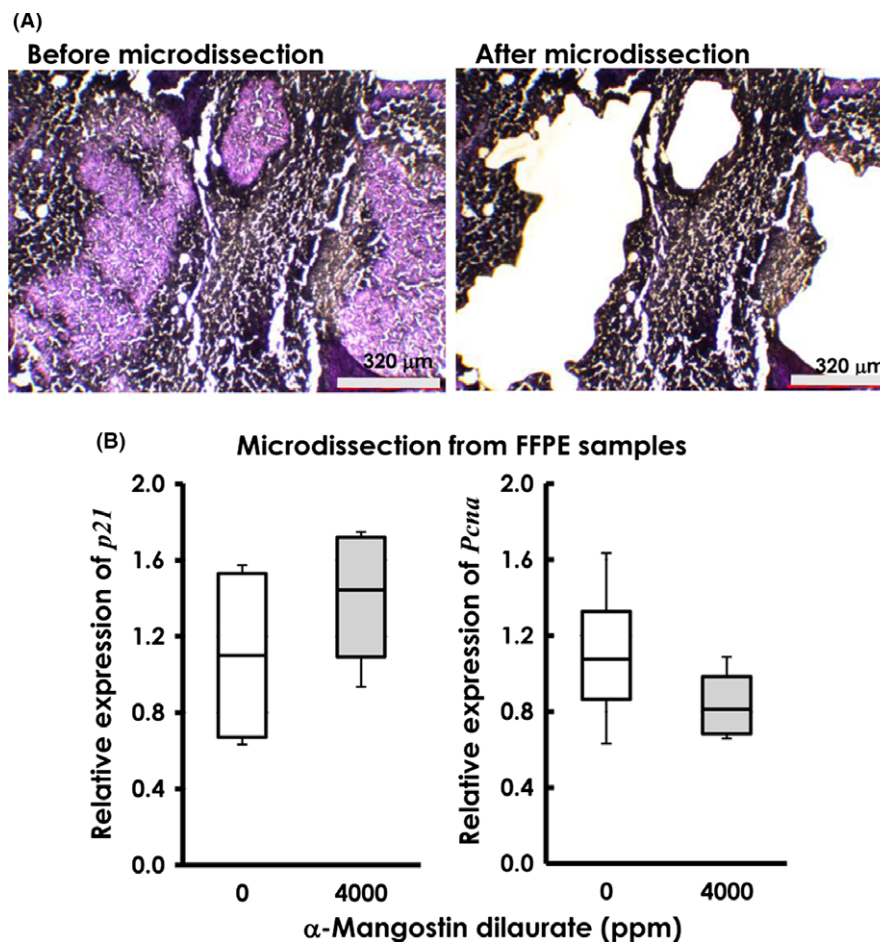 (A)
Before microdissection
After microdissection
320 μm
320 μm
(B)
Microdissection from FFPE samples
Relative expression of p21
2.0
1.6
1.2
0.8
0.4
0.0
0
4000
Relative expression of Pcna
2.0
1.6
1.2
0.8
0.4
0.0
0
4000
α-Mangostin dilaurate (ppm)